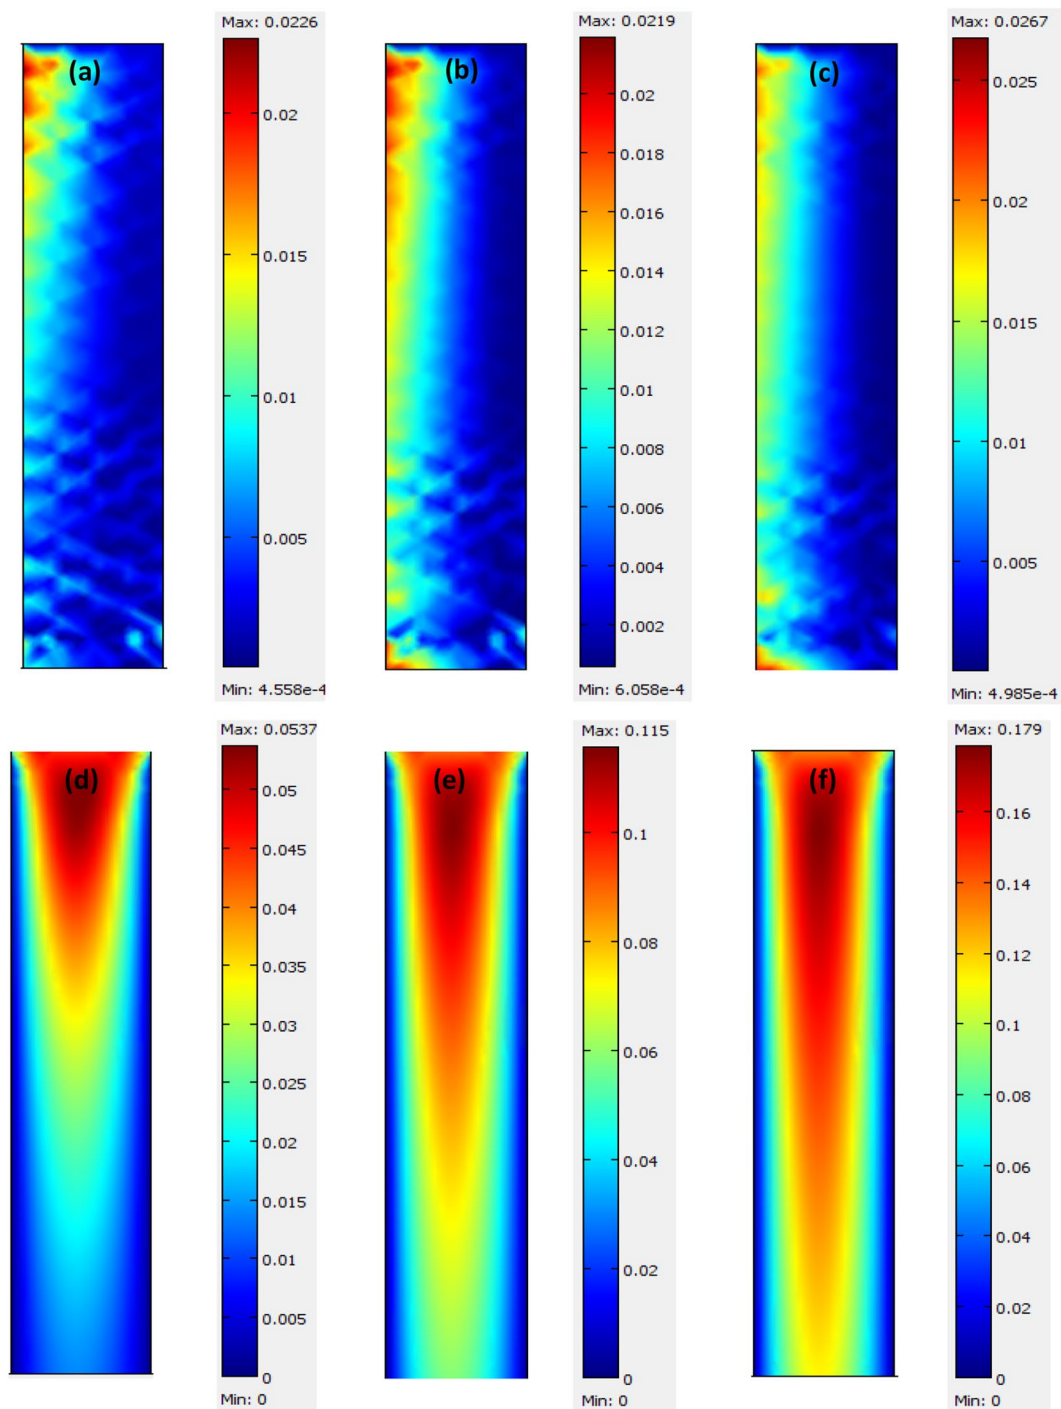 Max: 0.0226
(a)
0.02
0.015
0.01
0.005
Min: 4.558e-4
Max: 0.0219
(b)
0.02
0.018
0.016
0.014
0.012
0.01
0.008
0.006
0.004
0.002
Min: 6.058e-4
Max: 0.0267
(c)
0.025
0.02
0.015
0.01
0.005
Min: 4.985e-4
Max: 0.0537
(d)
0.05
0.045
0.04
0.035
0.03
0.025
0.02
0.015
0.01
0.005
0
Min: 0
Max: 0.115
(e)
0.1
0.08
0.06
0.04
0.02
0
Min: 0
Max: 0.179
(f)
0.16
0.14
0.12
0.1
0.08
0.06
0.04
0.02
0
Min: 0